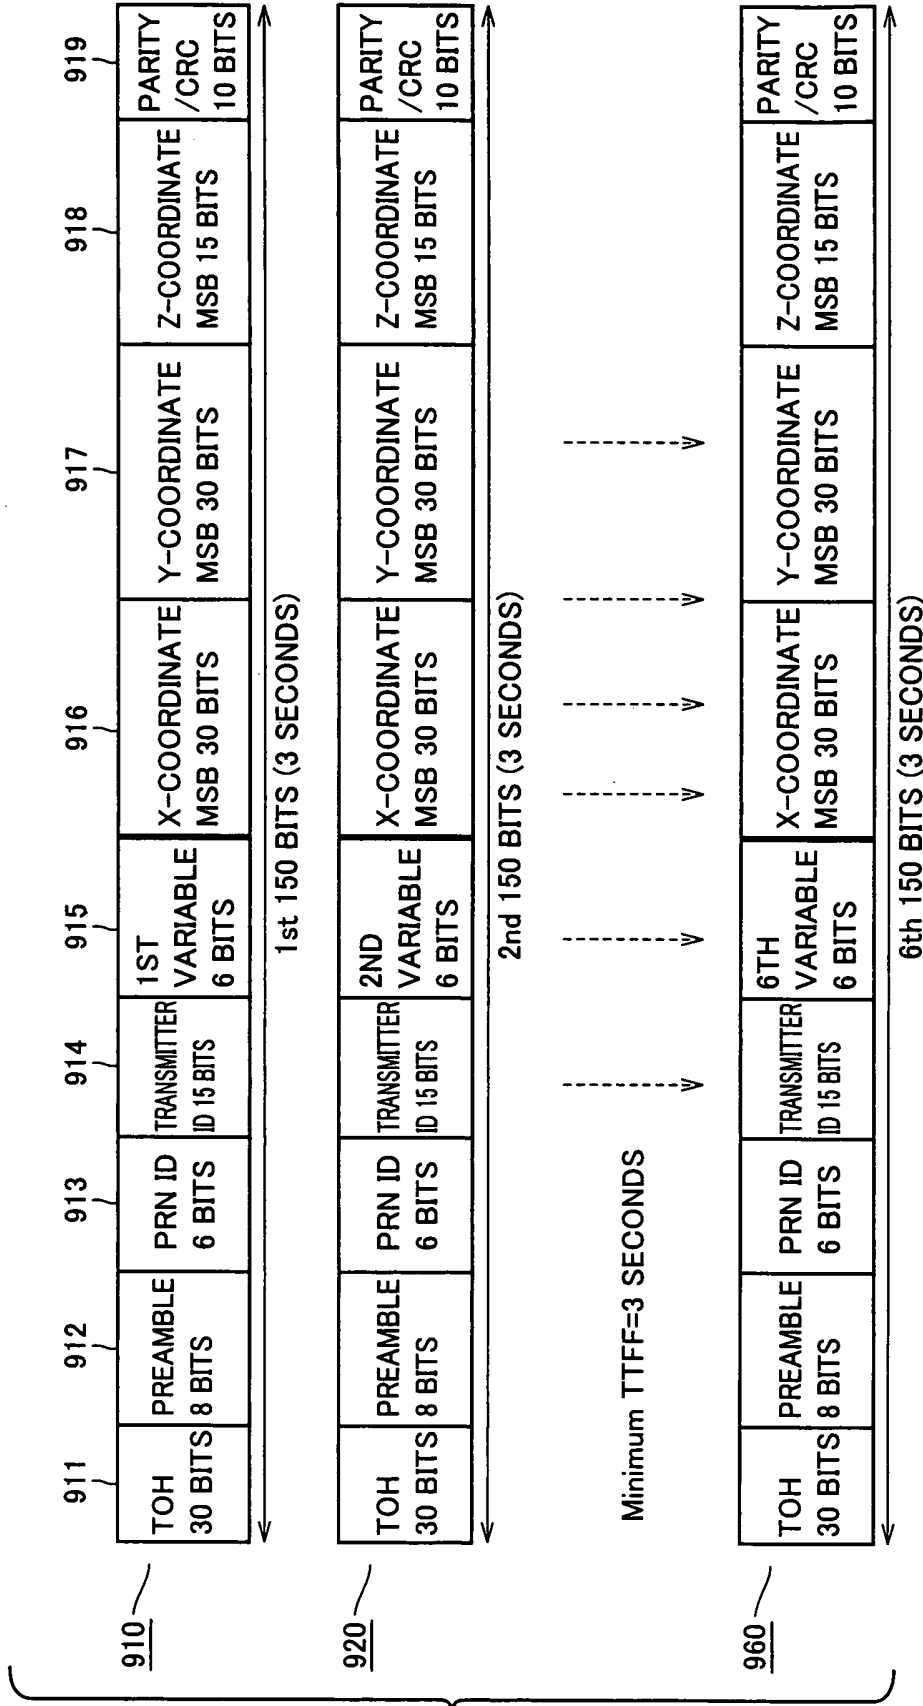 911 912 913 914 915 916 917 918 919
910
TOH
30 BITS
PREAMBLE
8 BITS
PRN ID
6 BITS
TRANSMITTER
ID 15 BITS
1ST
VARIABLE
6 BITS
X-COORDINATE
MSB 30 BITS
Y-COORDINATE
MSB 30 BITS
Z-COORDINATE
MSB 15 BITS
PARITY
/CRC
10 BITS
1st 150 BITS (3 SECONDS)
920
TOH
30 BITS
PREAMBLE
8 BITS
PRN ID
6 BITS
TRANSMITTER
ID 15 BITS
2ND
VARIABLE
6 BITS
X-COORDINATE
MSB 30 BITS
Y-COORDINATE
MSB 30 BITS
Z-COORDINATE
MSB 15 BITS
PARITY
/CRC
10 BITS
2nd 150 BITS (3 SECONDS)
Minimum TTFF=3 SECONDS
960
TOH
30 BITS
PREAMBLE
8 BITS
PRN ID
6 BITS
TRANSMITTER
ID 15 BITS
6TH
VARIABLE
6 BITS
X-COORDINATE
MSB 30 BITS
Y-COORDINATE
MSB 30 BITS
Z-COORDINATE
MSB 15 BITS
PARITY
/CRC
10 BITS
6th 150 BITS (3 SECONDS)